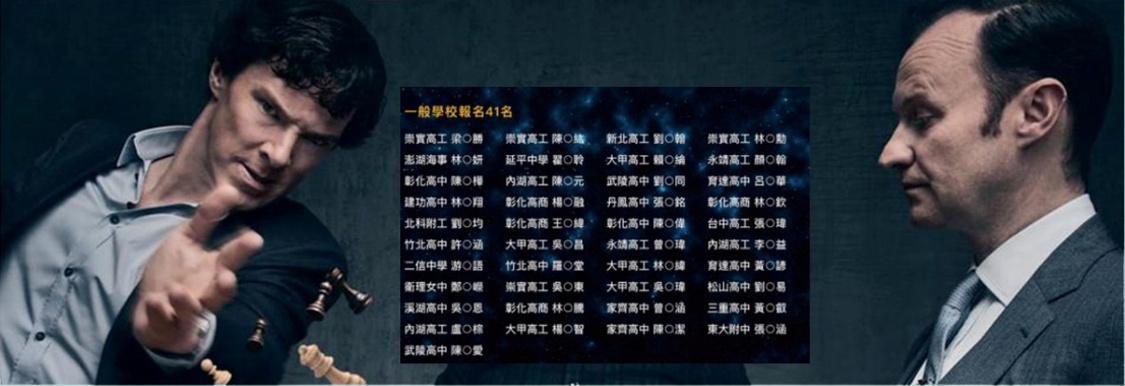 一般學校報名41名
崇實高工 梁○勝 崇實高工 陳○紘 新北高工 劉○翰 崇實高工 林○勳
澎湖海事 林○妍 延平中學 翟○聆 大甲高工 賴○綸 永靖高工 顏○翰
彰化高中 陳○樺 內湖高工 陳○元 武陵高中 劉○同 育達高中 呂○華
建功高中 林○翔 彰化高商 楊○融 丹鳳高中 張○銘 彰化高商 林○欽
北科附工 劉○均 彰化高商 王○緯 彰化高中 陳○偉 台中高工 張○瑋
竹北高中 許○涵 大甲高工 吳○昌 永靖高工 曾○瑋 內湖高工 李○益
二信中學 游○語 竹北高中 羅○堂 大甲高工 林○緯 育達高中 黃○諺
衛理女中 鄭○嶸 崇實高工 吳○東 大甲高工 吳○瑋 松山高中 劉○易
溪湖高中 吳○恩 彰化高商 林○騰 家齊高中 曾○涵 三重高中 黃○叡
內湖高工 盧○棕 大甲高工 楊○智 家齊高中 陳○潔 東大附中 張○涵
武陵高中 陳○愛